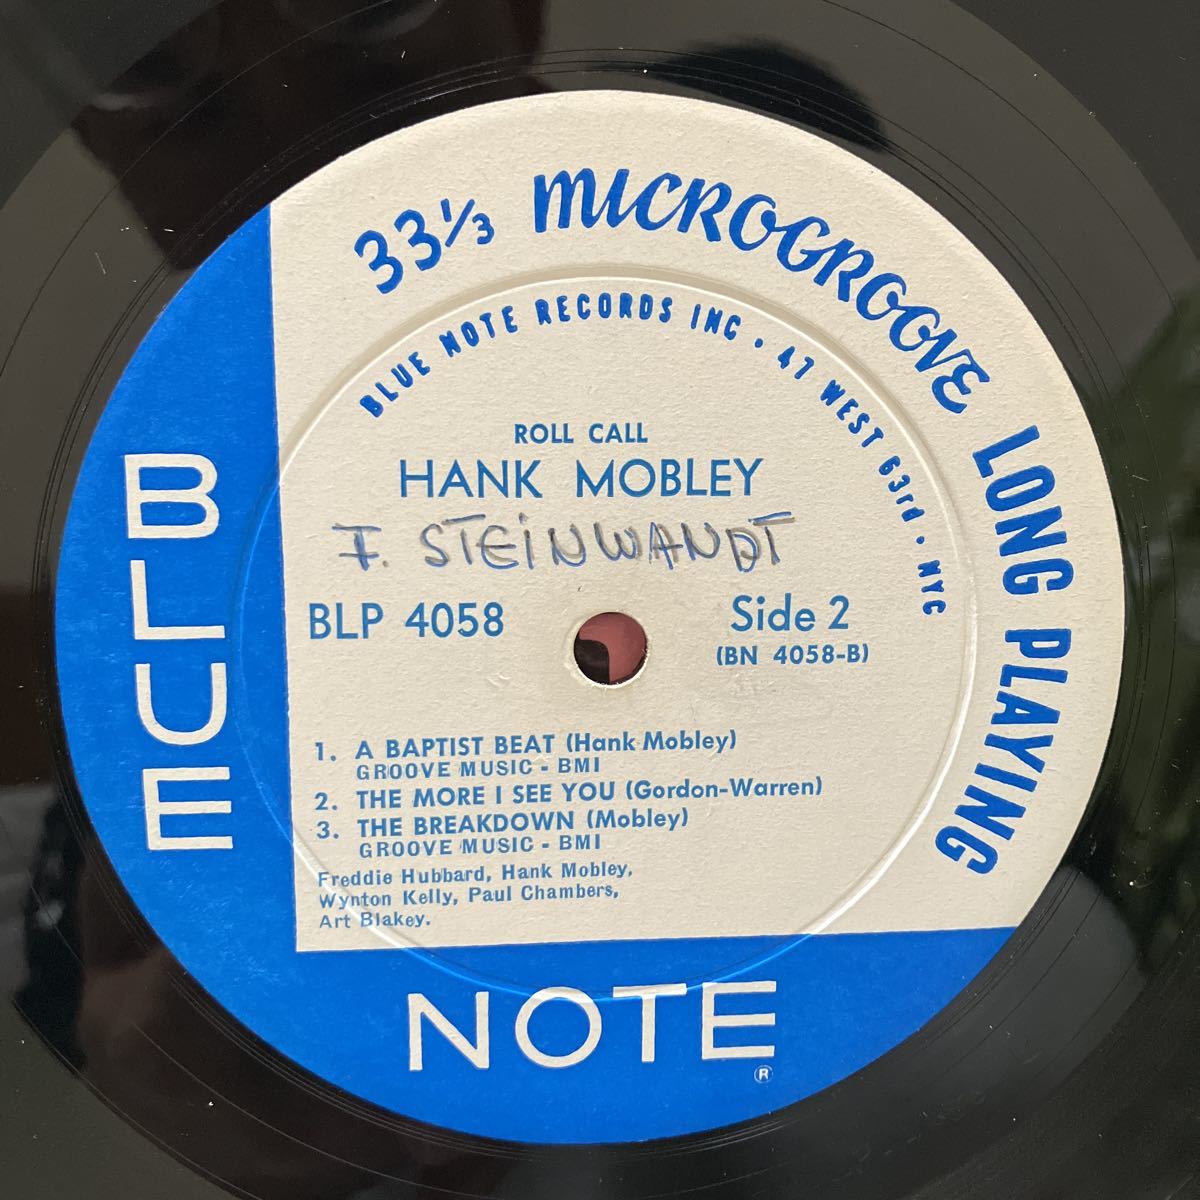 33⅓ MICROGROOVE LONG PLAYING
BLUE NOTE RECORDS INC · 47 WEST 63rd · NYC
ROLL CALL
HANK MOBLEY
F. STEINWANDT
BLP 4058
Side 2
(BN 4058-B)
1. A BAPTIST BEAT (Hank Mobley)
GROOVE MUSIC - BMI
2. THE MORE I SEE YOU (Gordon-Warren)
3. THE BREAKDOWN (Mobley)
GROOVE MUSIC - BMI
Freddie Hubbard, Hank Mobley,
Wynton Kelly, Paul Chambers,
Art Blakey.
BLUE
NOTE
®